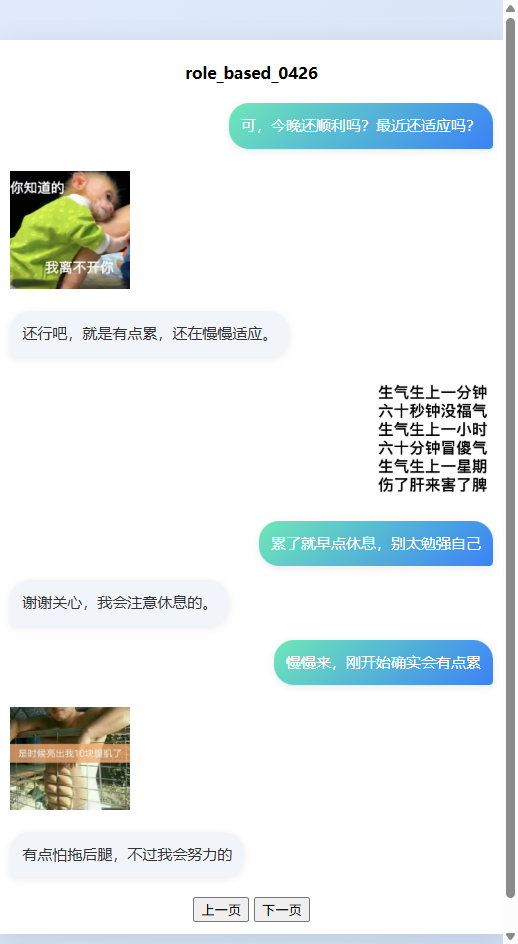 role_based_0426
可，今晚还顺利吗？最近还适应吗？
你知道的
我离不开你
还行吧，就是有点累，还在慢慢适应。
生气生上一分钟
六十秒钟没福气
生气生上一小时
六十分钟冒傻气
生气生上一星期
伤了肝来害了脾
累了就早点休息，别太勉强自己
谢谢关心，我会注意休息的。
慢慢来，刚开始确实会有点累
是时候亮出我10块腹肌了
有点怕拖后腿，不过我会努力的
上一页 下一页